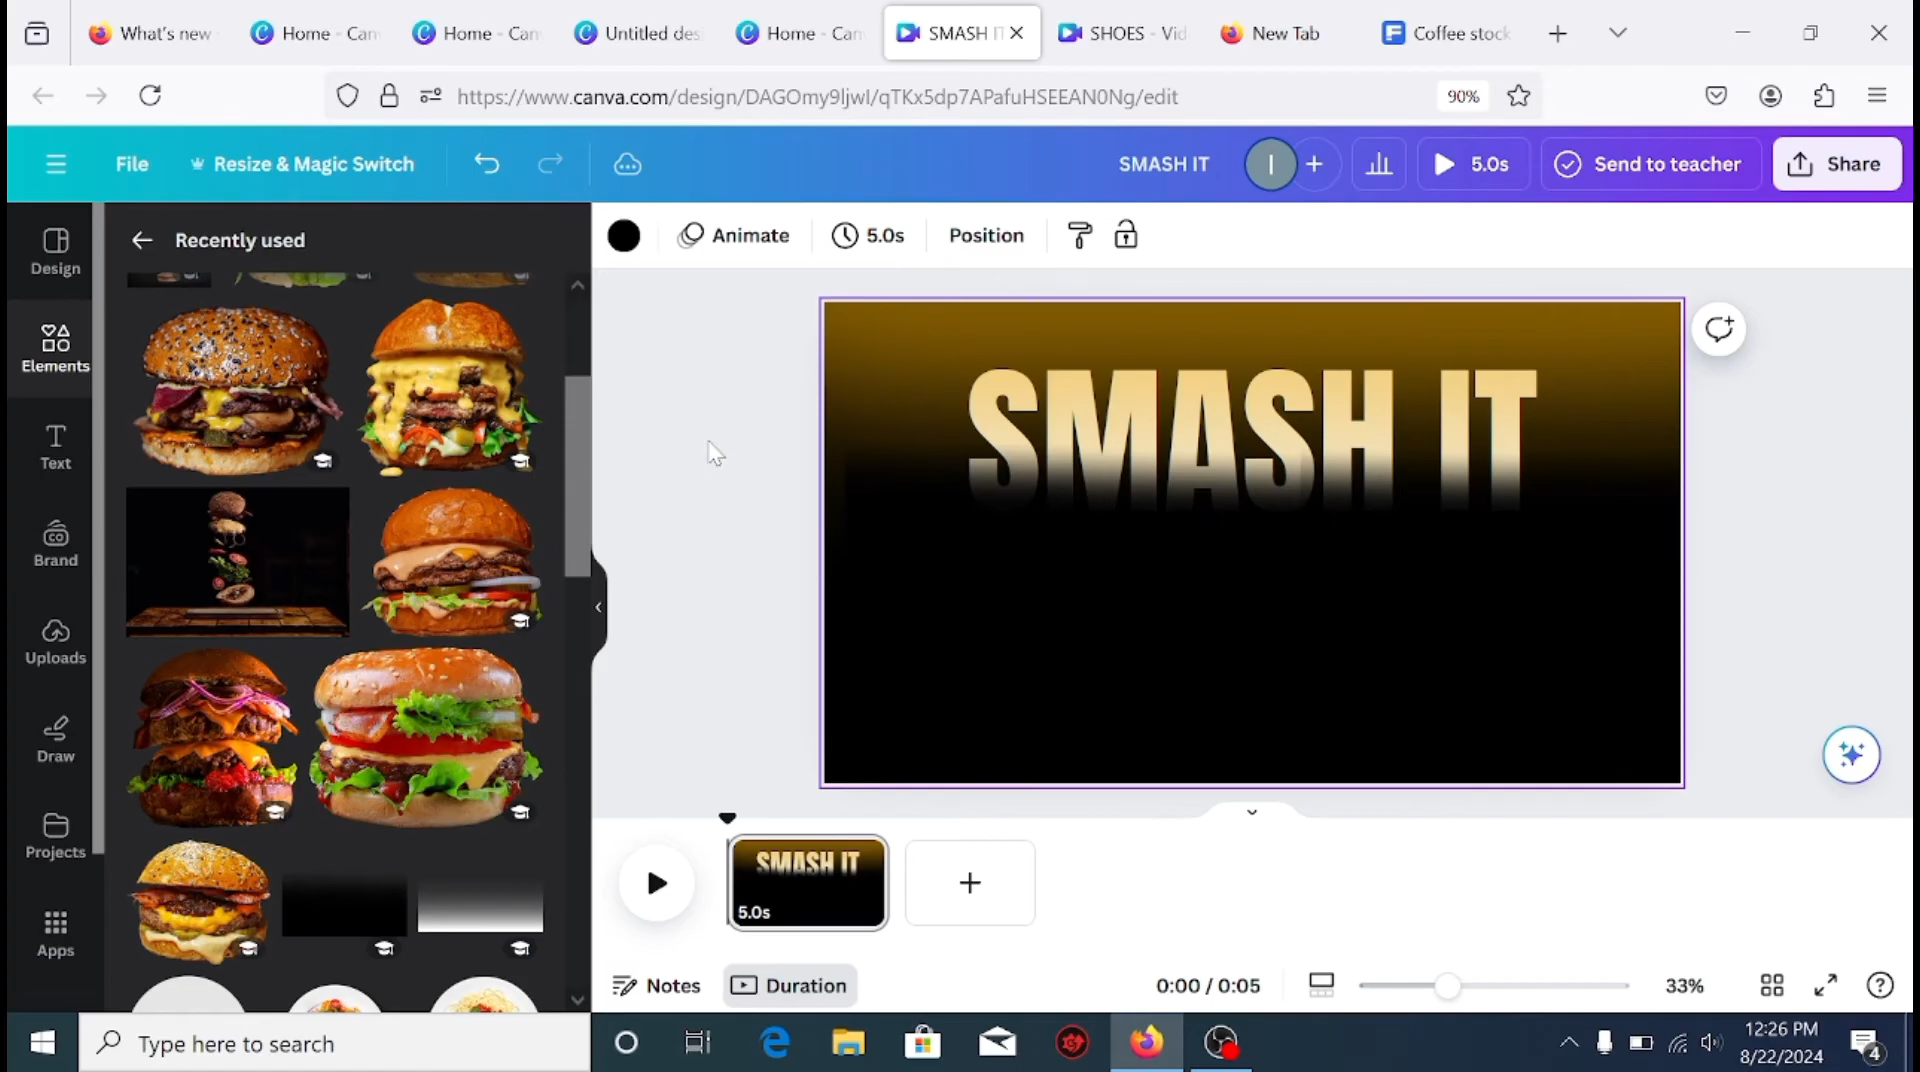 What's new
Home - Can
Home - Can
Untitled des
Home - Can
SMASH IT
SHOES - Vid
New Tab
Coffee stock
https://www.canva.com/design/DAGOmy9ljwI/qTKx5dp7APafuHSEEAN0Ng/edit
90%
File
Resize & Magic Switch
SMASH IT
I
5.0s
Send to teacher
Share
Design
Elements
Text
Brand
Uploads
Draw
Projects
Apps
Recently used
Animate
5.0s
Position
SMASH IT
SMASH IT
5.0s
Notes
Duration
0:00 / 0:05
33%
Type here to search
12:26 PM
8/22/2024
4